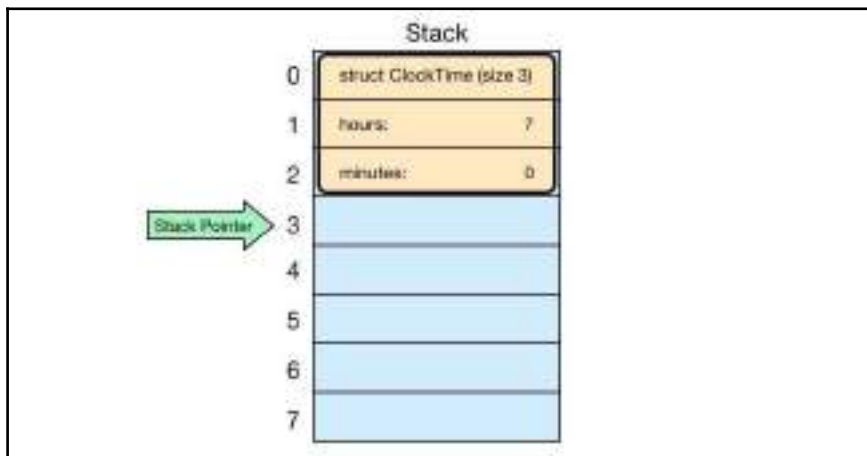 Stack
0 struct ClockTime (size 3)
1 hours: 7
2 minutes: 0
Stack Pointer 3
4
5
6
7